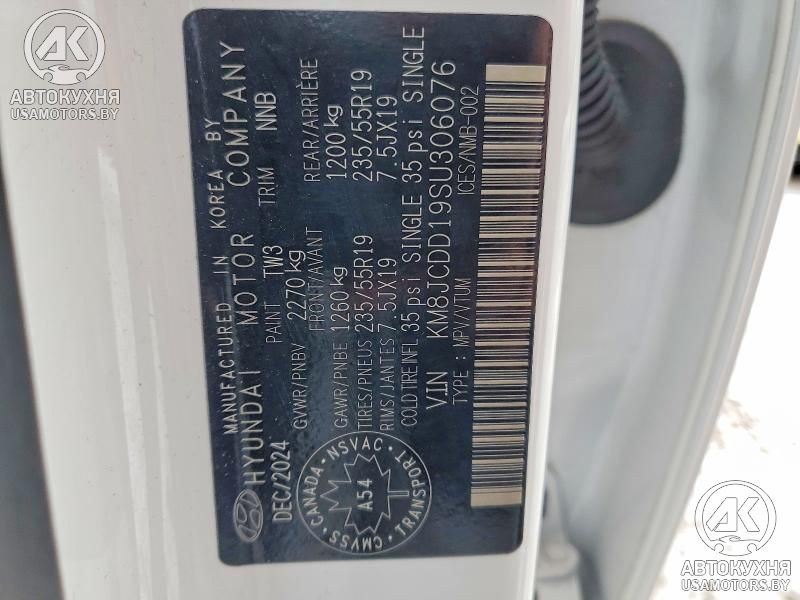 MANUFACTURED IN KOREA BY
HYUNDAI MOTOR COMPANY
DEC/2024 PAINT TW3 TRIM NNB
GVWR/PNBV 2270 kg
FRONT/AVANT REAR/ARRIÈRE
GAWR/PNBE 1260 kg 1200 kg
TIRES/PNEUS 235/55R19 235/55R19
RIMS/JANTES 7.5JX19 7.5JX19
COLD TIRE INFL 35 psi SINGLE 35 psi SINGLE
VIN KM8JCDD19SU306076
TYPE : MPV/VTUM ICES/NMB-002
CANADA • NSVAC • TRANSPORT • CMVSS •
A54
AK
АВТОКУХНЯ
USAMOTORS.BY
AK
АВТОКУХНЯ
USAMOTORS.BY